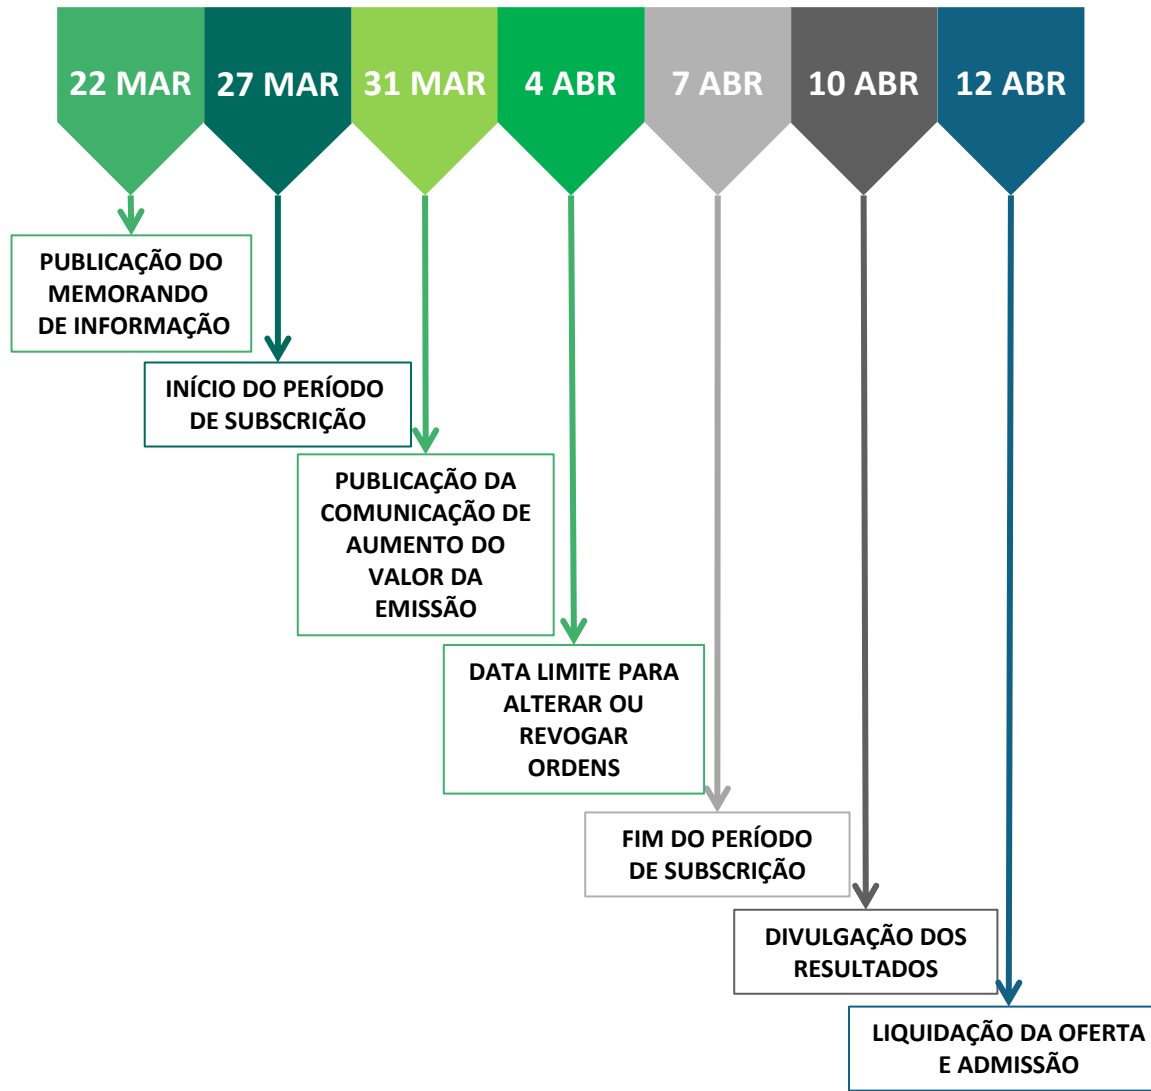 22 MAR
27 MAR
31 MAR
4 ABR
7 ABR
10 ABR
12 ABR
PUBLICAÇÃO DO
MEMORANDO
DE INFORMAÇÃO
INÍCIO DO PERÍODO
DE SUBSCRIÇÃO
PUBLICAÇÃO DA
COMUNICAÇÃO DE
AUMENTO DO
VALOR DA
EMISSÃO
DATA LIMITE PARA
ALTERAR OU
REVOGAR
ORDENS
FIM DO PERÍODO
DE SUBSCRIÇÃO
DIVULGAÇÃO DOS
RESULTADOS
LIQUIDAÇÃO DA OFERTA
E ADMISSÃO